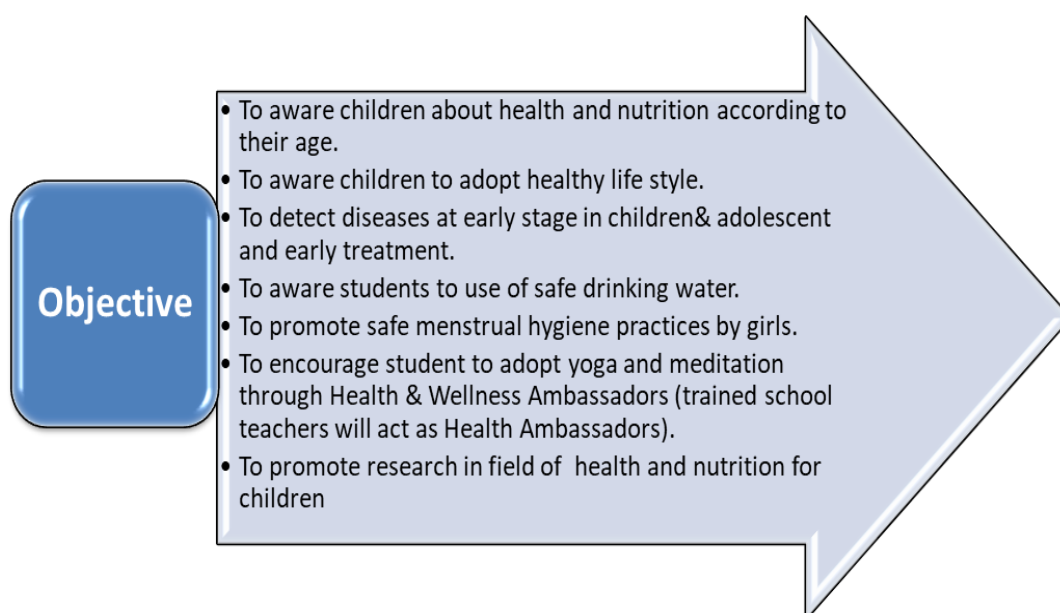 Objective
• To aware children about health and nutrition according to
their age.
• To aware children to adopt healthy life style.
• To detect diseases at early stage in children& adolescent
and early treatment.
• To aware students to use of safe drinking water.
• To promote safe menstrual hygiene practices by girls.
• To encourage student to adopt yoga and meditation
through Health & Wellness Ambassadors (trained school
teachers will act as Health Ambassadors).
• To promote research in field of  health and nutrition for
children